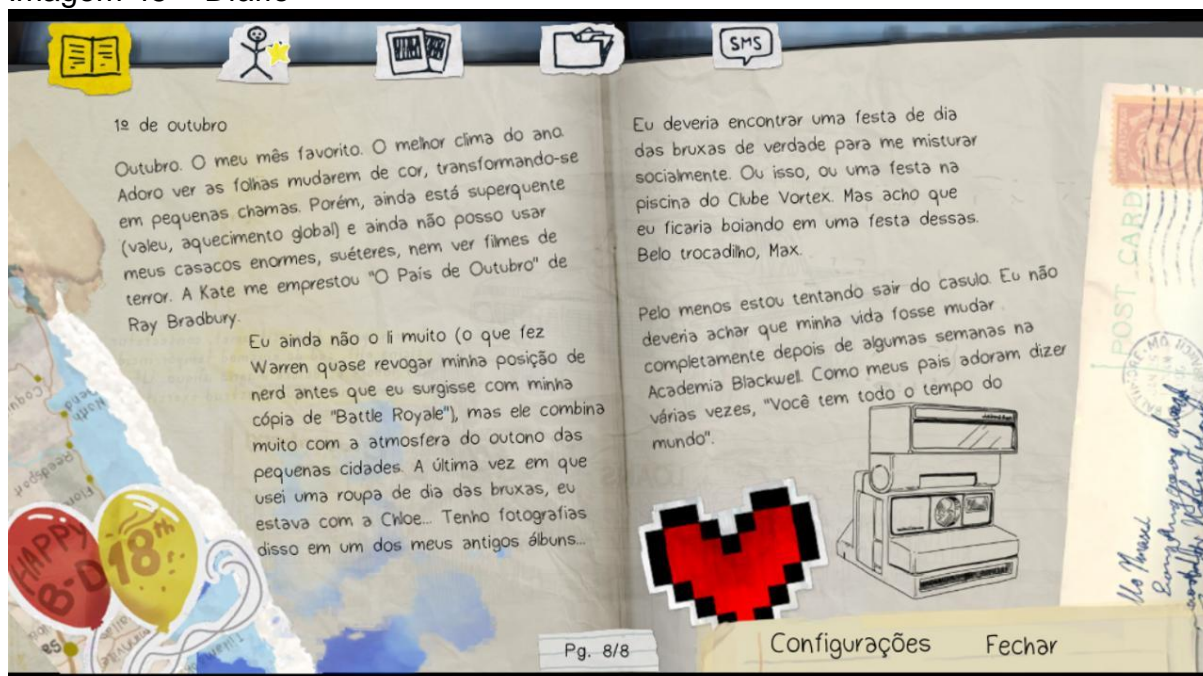 SMS
1º de outubro
Outubro. O meu mês favorito. O melhor clima do ano.
Adoro ver as folhas mudarem de cor, transformando-se
em pequenas chamas. Porém, ainda está superquente
(valeu, aquecimento global) e ainda não posso usar
meus casacos enormes, suéteres, nem ver filmes de
terror. A Kate me emprestou "O País de Outubro" de
Ray Bradbury.
Eu ainda não o li muito (o que fez
Warren quase revogar minha posição de
nerd antes que eu surgisse com minha
cópia de "Battle Royale"), mas ele combina
muito com a atmosfera do outono das
pequenas cidades. A última vez em que
usei uma roupa de dia das bruxas, eu
estava com a Chloe... Tenho fotografias
disso em um dos meus antigos álbuns...
HAPPY
B-D
18th
Eu deveria encontrar uma festa de dia
das bruxas de verdade para me misturar
socialmente. Ou isso, ou uma festa na
piscina do Clube Vortex. Mas acho que
eu ficaria boiando em uma festa dessas.
Belo trocadilho, Max.
Pelo menos estou tentando sair do casulo. Eu não
deveria achar que minha vida fosse mudar
completamente depois de algumas semanas na
Academia Blackwell. Como meus pais adoram dizer
várias vezes, "Você tem todo o tempo do
mundo".
POST CARD
Pg. 8/8
Configurações
Fechar